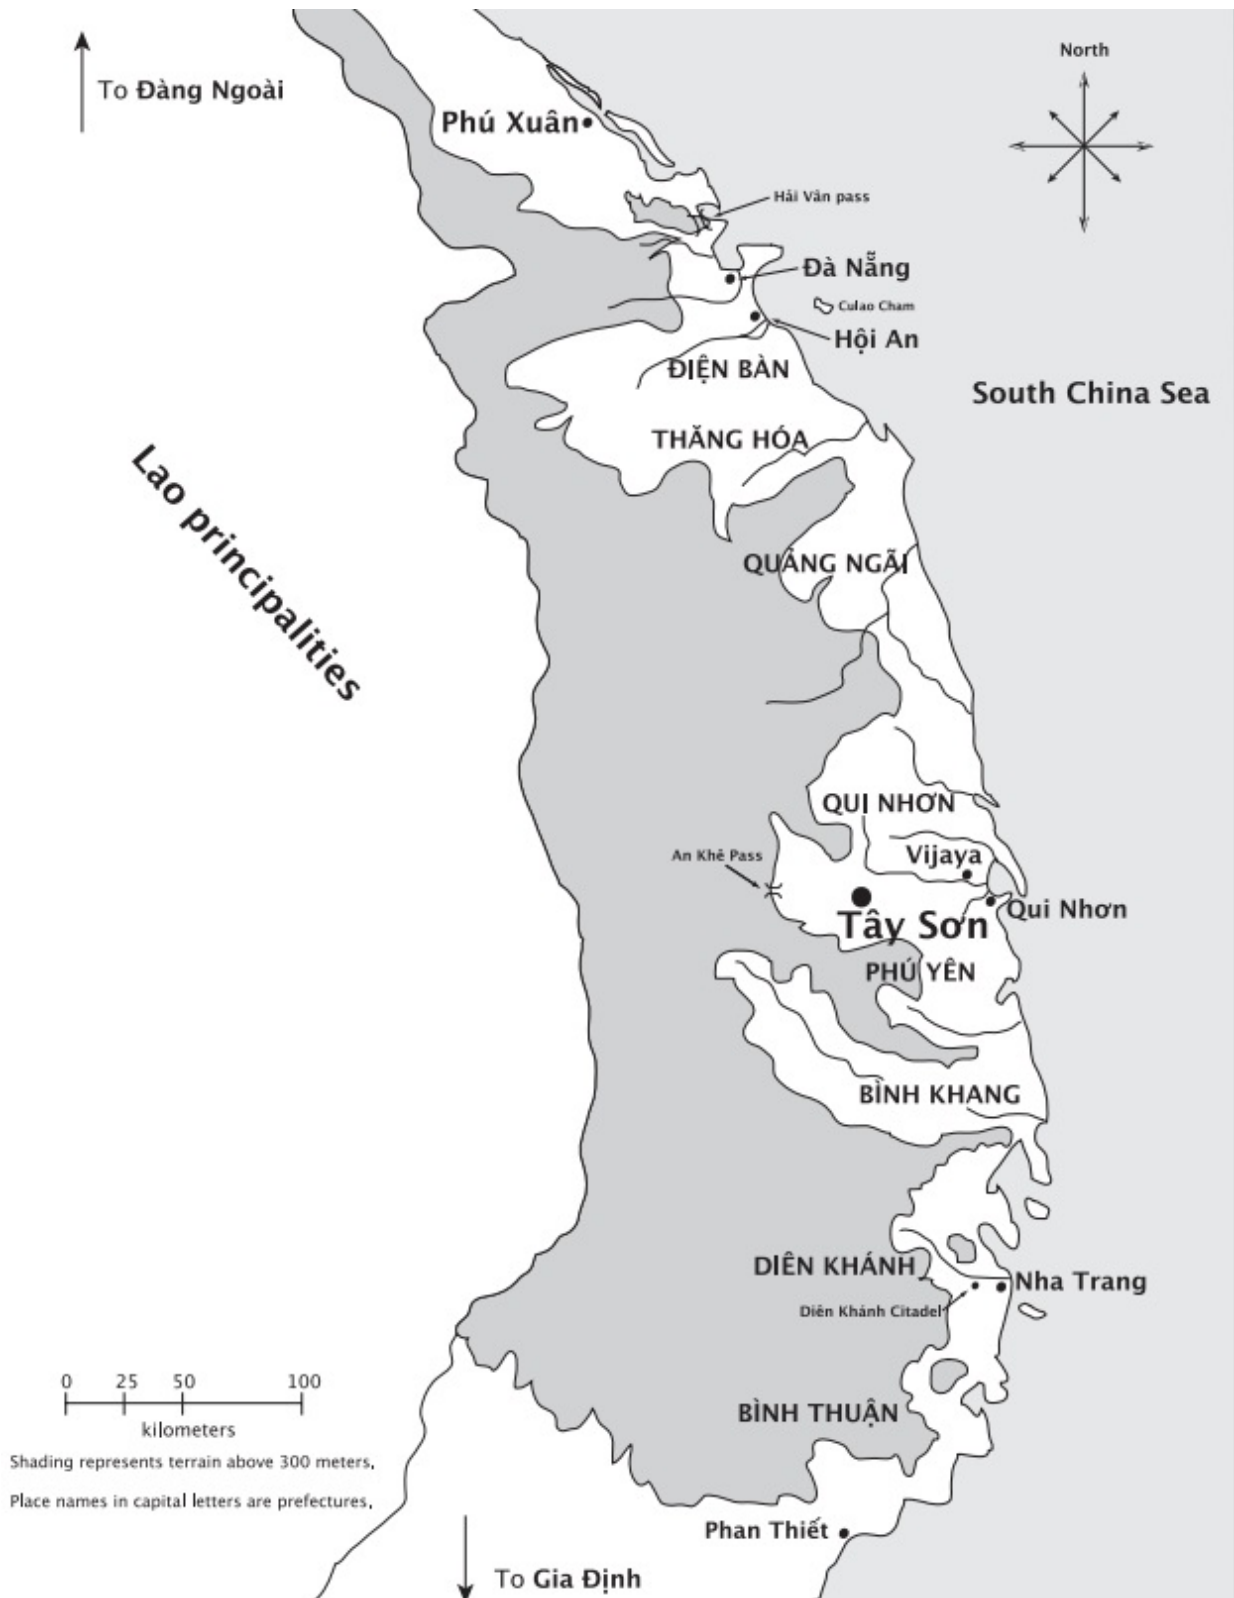 North
To Đàng Ngoài
Phú Xuân
Hải Vân pass
Đà Nẵng
Culao Cham
Hội An
ĐIỆN BÀN
South China Sea
THĂNG HÓA
Lao principalities
QUẢNG NGÃI
QUI NHƠN
An Khê Pass
Vijaya
Qui Nhơn
Tây Sơn
PHÚ YÊN
BÌNH KHANG
DIÊN KHÁNH
Nha Trang
Diên Khánh Citadel
0 25 50 100
kilometers
BÌNH THUẬN
Shading represents terrain above 300 meters.
Place names in capital letters are prefectures.
Phan Thiết
To Gia Định